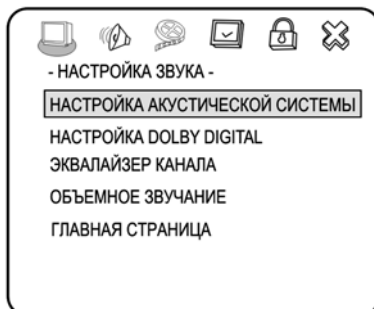 - НАСТРОЙКА ЗВУКА -
НАСТРОЙКА АКУСТИЧЕСКОЙ СИСТЕМЫ
НАСТРОЙКА DOLBY DIGITAL
ЭКВАЛАЙЗЕР КАНАЛА
ОБЪЕМНОЕ ЗВУЧАНИЕ
ГЛАВНАЯ СТРАНИЦА